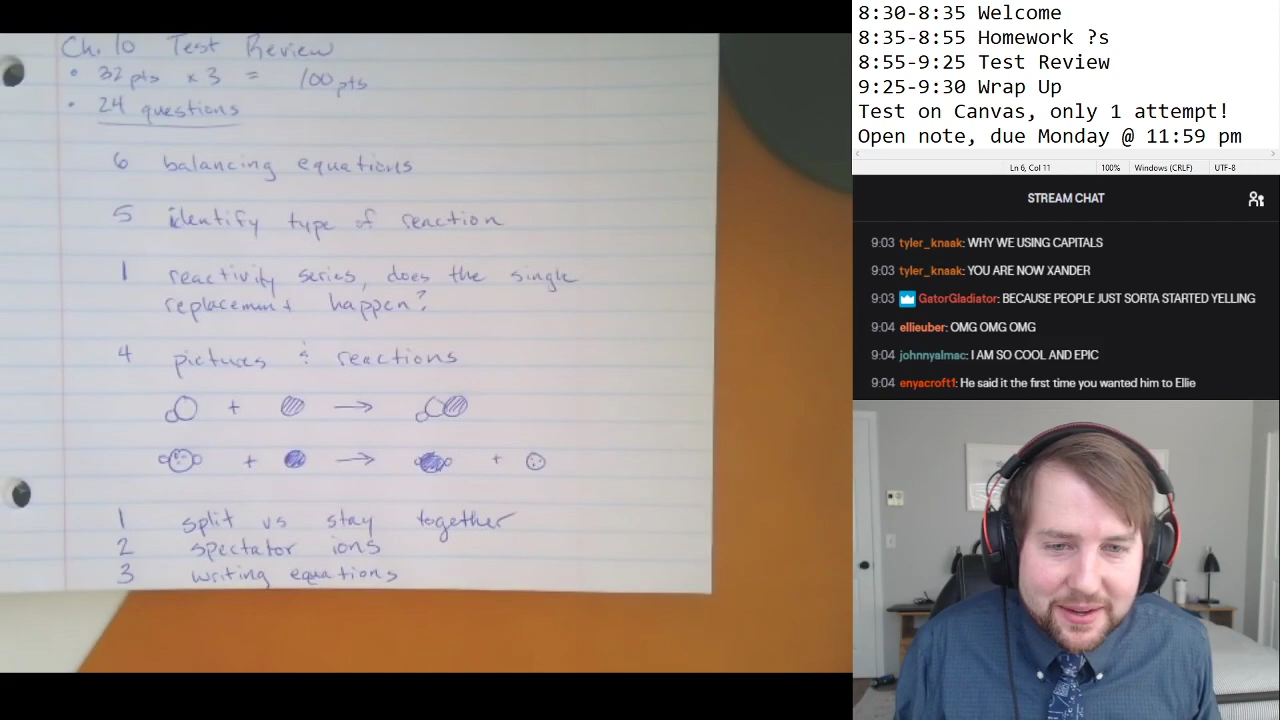 Ch. 10 Test Review
• 32 pts x 3 = 100 pts
• 24 questions
6 balancing equations
5 identify type of reaction
1 reactivity series, does the single
replacement happen?
4 pictures & reactions
+ →
+ → +
1 split vs stay together
2 spectator ions
3 writing equations
8:30-8:35 Welcome
8:35-8:55 Homework ?s
8:55-9:25 Test Review
9:25-9:30 Wrap Up
Test on Canvas, only 1 attempt!
Open note, due Monday @ 11:59 pm
Ln 6, Col 11 100% Windows (CRLF) UTF-8
STREAM CHAT
9:03 tyler_knaak: WHY WE USING CAPITALS
9:03 tyler_knaak: YOU ARE NOW XANDER
9:03 GatorGladiator: BECAUSE PEOPLE JUST SORTA STARTED YELLING
9:04 ellieuber: OMG OMG OMG
9:04 johnnyalmac: I AM SO COOL AND EPIC
9:04 enyacroft1: He said it the first time you wanted him to Ellie